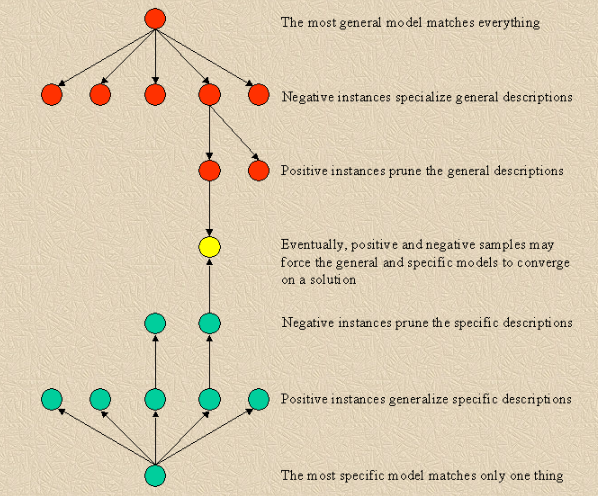 The most general model matches everything
Negative instances specialize general descriptions
Positive instances prune the general descriptions
Eventually, positive and negative samples may
force the general and specific models to converge
on a solution
Negative instances prune the specific descriptions
Positive instances generalize specific descriptions
The most specific model matches only one thing